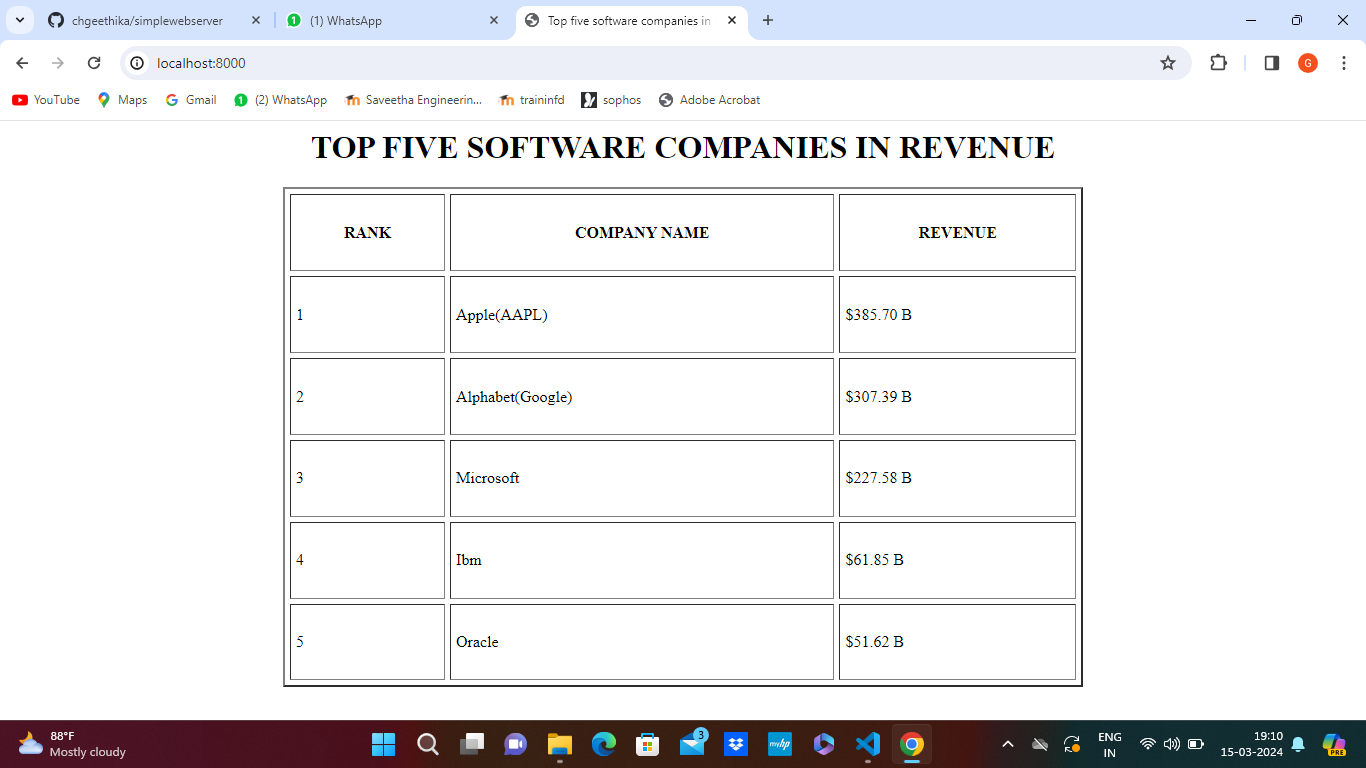 chgeethika/simplewebserver
(1) WhatsApp
Top five software companies in
localhost:8000
G
YouTube
Maps
Gmail
(2) WhatsApp
Saveetha Engineerin...
traininfd
sophos
Adobe Acrobat
TOP FIVE SOFTWARE COMPANIES IN REVENUE
RANK COMPANY NAME REVENUE
1 Apple(AAPL) $385.70 B
2 Alphabet(Google) $307.39 B
3 Microsoft $227.58 B
4 Ibm $61.85 B
5 Oracle $51.62 B
88°F
Mostly cloudy
3
myhp
ENG
IN
19:10
15-03-2024
PRE